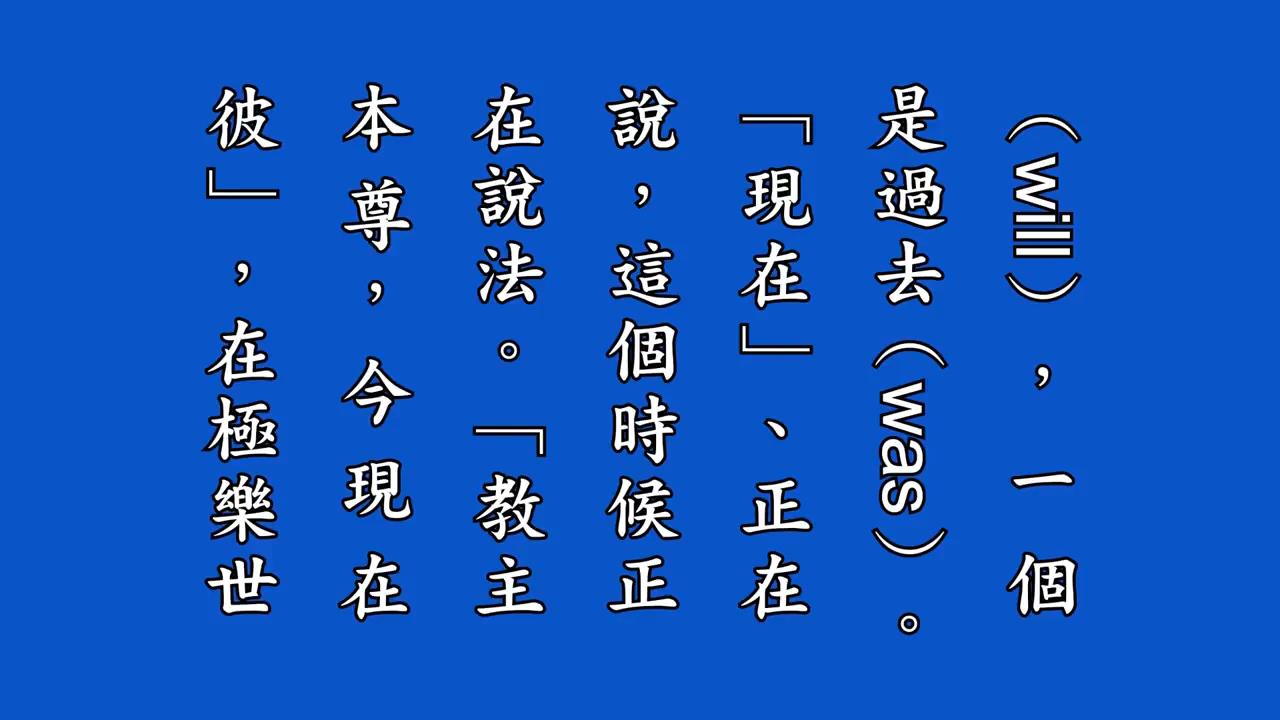 （will），一個
是過去（was）。
「現在」、正在
說，這個時候正
在說法。「教主
本尊，今現在
彼」，在極樂世